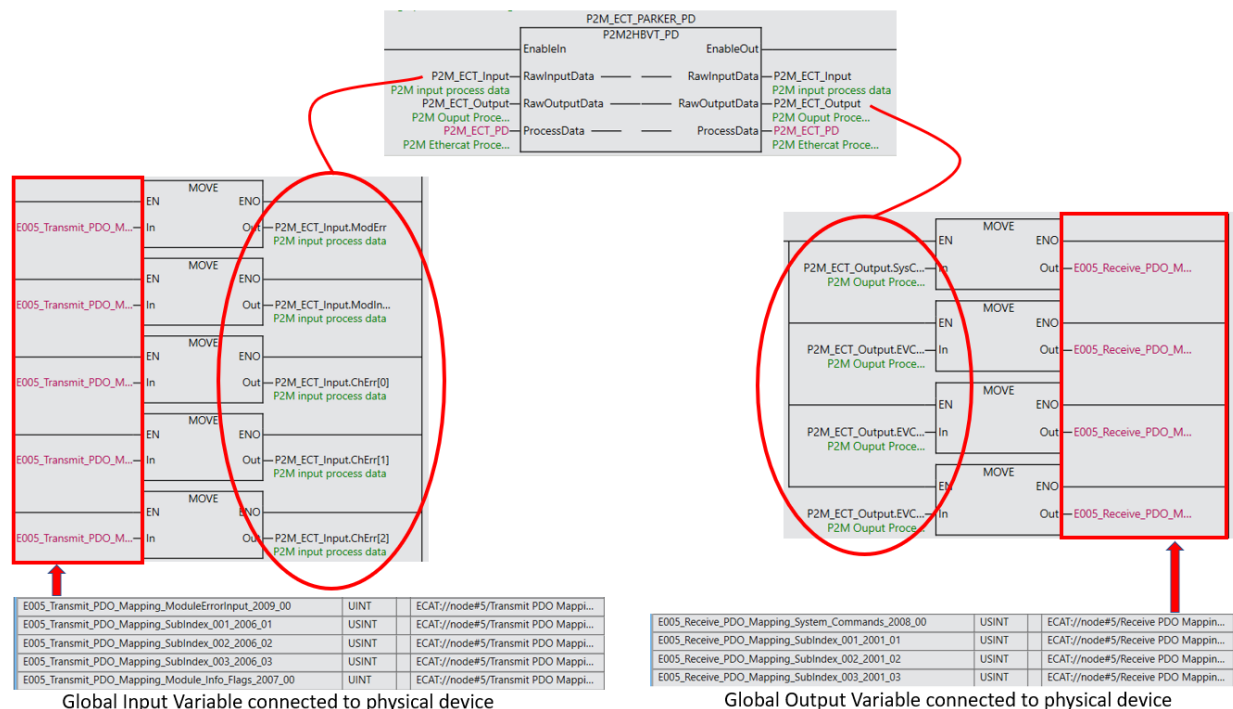 P2M_ECT_PARKER_PD
P2M2HBVT_PD
EnableIn EnableOut
P2M_ECT_Input RawInputData RawInputData P2M_ECT_Input
P2M input process data P2M input process data
P2M_ECT_Output RawOutputData RawOutputData P2M_ECT_Output
P2M Ouput Proce... P2M Ouput Proce...
P2M_ECT_PD ProcessData ProcessData P2M_ECT_PD
P2M Ethercat Proce... P2M Ethercat Proce...
MOVE
EN ENO
E005_Transmit_PDO_M... In Out P2M_ECT_Input.ModErr
P2M input process data
MOVE
EN ENO
E005_Transmit_PDO_M... In Out P2M_ECT_Input.ModIn...
P2M input process data
MOVE
EN ENO
E005_Transmit_PDO_M... In Out P2M_ECT_Input.ChErr[0]
P2M input process data
MOVE
EN ENO
E005_Transmit_PDO_M... In Out P2M_ECT_Input.ChErr[1]
P2M input process data
MOVE
EN ENO
E005_Transmit_PDO_M... In Out P2M_ECT_Input.ChErr[2]
P2M input process data
E005_Transmit_PDO_Mapping_ModuleErrorInput_2009_00 UINT ECAT://node#5/Transmit PDO Mappi...
E005_Transmit_PDO_Mapping_SubIndex_001_2006_01 USINT ECAT://node#5/Transmit PDO Mappi...
E005_Transmit_PDO_Mapping_SubIndex_002_2006_02 USINT ECAT://node#5/Transmit PDO Mappi...
E005_Transmit_PDO_Mapping_SubIndex_003_2006_03 USINT ECAT://node#5/Transmit PDO Mappi...
E005_Transmit_PDO_Mapping_Module_Info_Flags_2007_00 UINT ECAT://node#5/Transmit PDO Mappi...
Global Input Variable connected to physical device
MOVE
EN ENO
P2M_ECT_Output.SysC... In Out E005_Receive_PDO_M...
P2M Ouput Proce...
MOVE
EN ENO
P2M_ECT_Output.EVC... In Out E005_Receive_PDO_M...
P2M Ouput Proce...
MOVE
EN ENO
P2M_ECT_Output.EVC... In Out E005_Receive_PDO_M...
P2M Ouput Proce...
MOVE
EN ENO
P2M_ECT_Output.EVC... In Out E005_Receive_PDO_M...
P2M Ouput Proce...
E005_Receive_PDO_Mapping_System_Commands_2008_00 USINT ECAT://node#5/Receive PDO Mappin...
E005_Receive_PDO_Mapping_SubIndex_001_2001_01 USINT ECAT://node#5/Receive PDO Mappin...
E005_Receive_PDO_Mapping_SubIndex_002_2001_02 USINT ECAT://node#5/Receive PDO Mappin...
E005_Receive_PDO_Mapping_SubIndex_003_2001_03 USINT ECAT://node#5/Receive PDO Mappin...
Global Output Variable connected to physical device